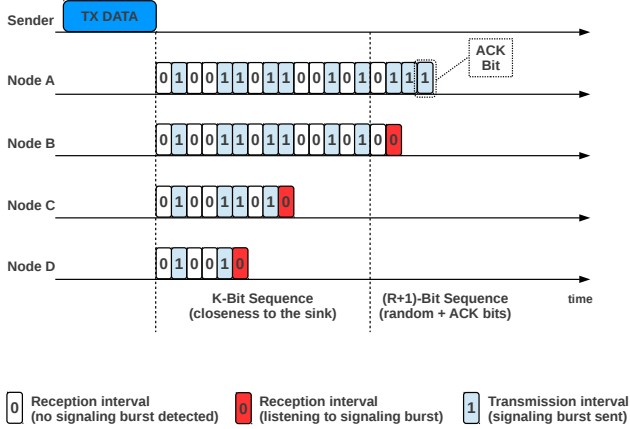 Sender TX DATA
ACK
Bit
Node A 0 1 0 0 1 1 0 1 1 0 0 1 0 1 0 1 1 1
Node B 0 1 0 0 1 1 0 1 1 0 0 1 0 1 0 0
Node C 0 1 0 0 1 1 0 1 0
Node D 0 1 0 0 1 0
K-Bit Sequence
(closeness to the sink)
(R+1)-Bit Sequence
(random + ACK bits)
time
0 Reception interval
(no signaling burst detected)
0 Reception interval
(listening to signaling burst)
1 Transmission interval
(signaling burst sent)